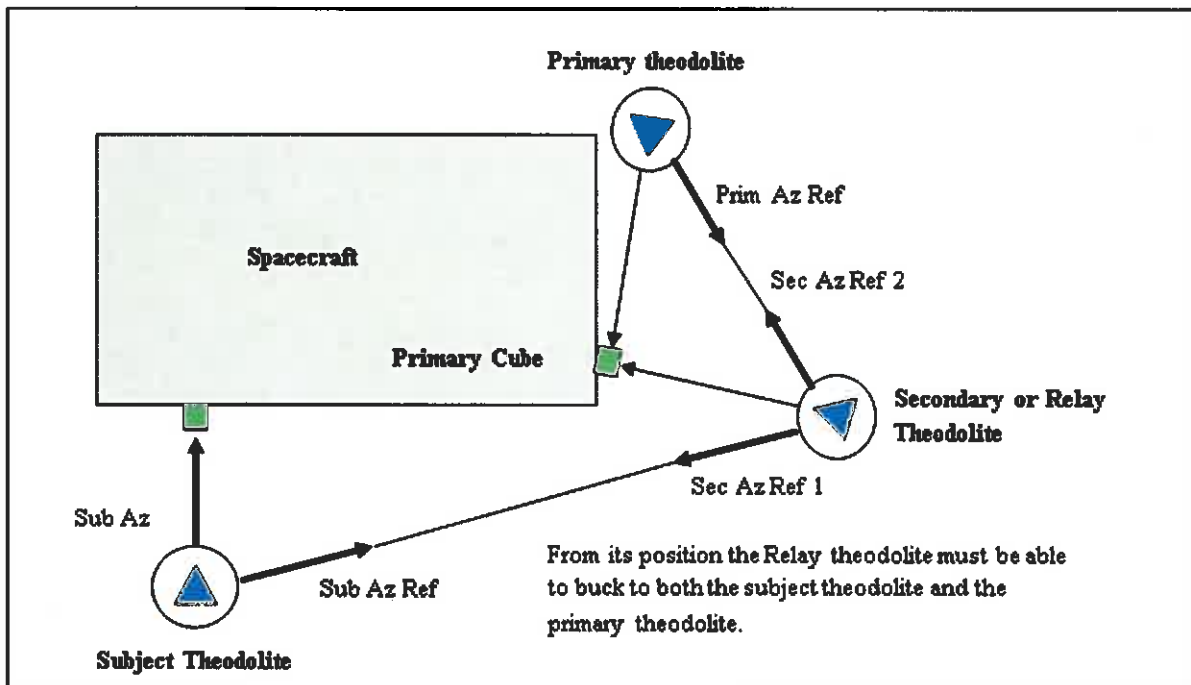 Primary theodolite
Prim Az Ref
Spacecraft
Sec Az Ref 2
Primary Cube
Secondary or Relay
Theodolite
Sec Az Ref 1
Sub Az
Sub Az Ref
From its position the Relay theodolite must be able
to buck to both the subject theodolite and the
primary theodolite.
Subject Theodolite